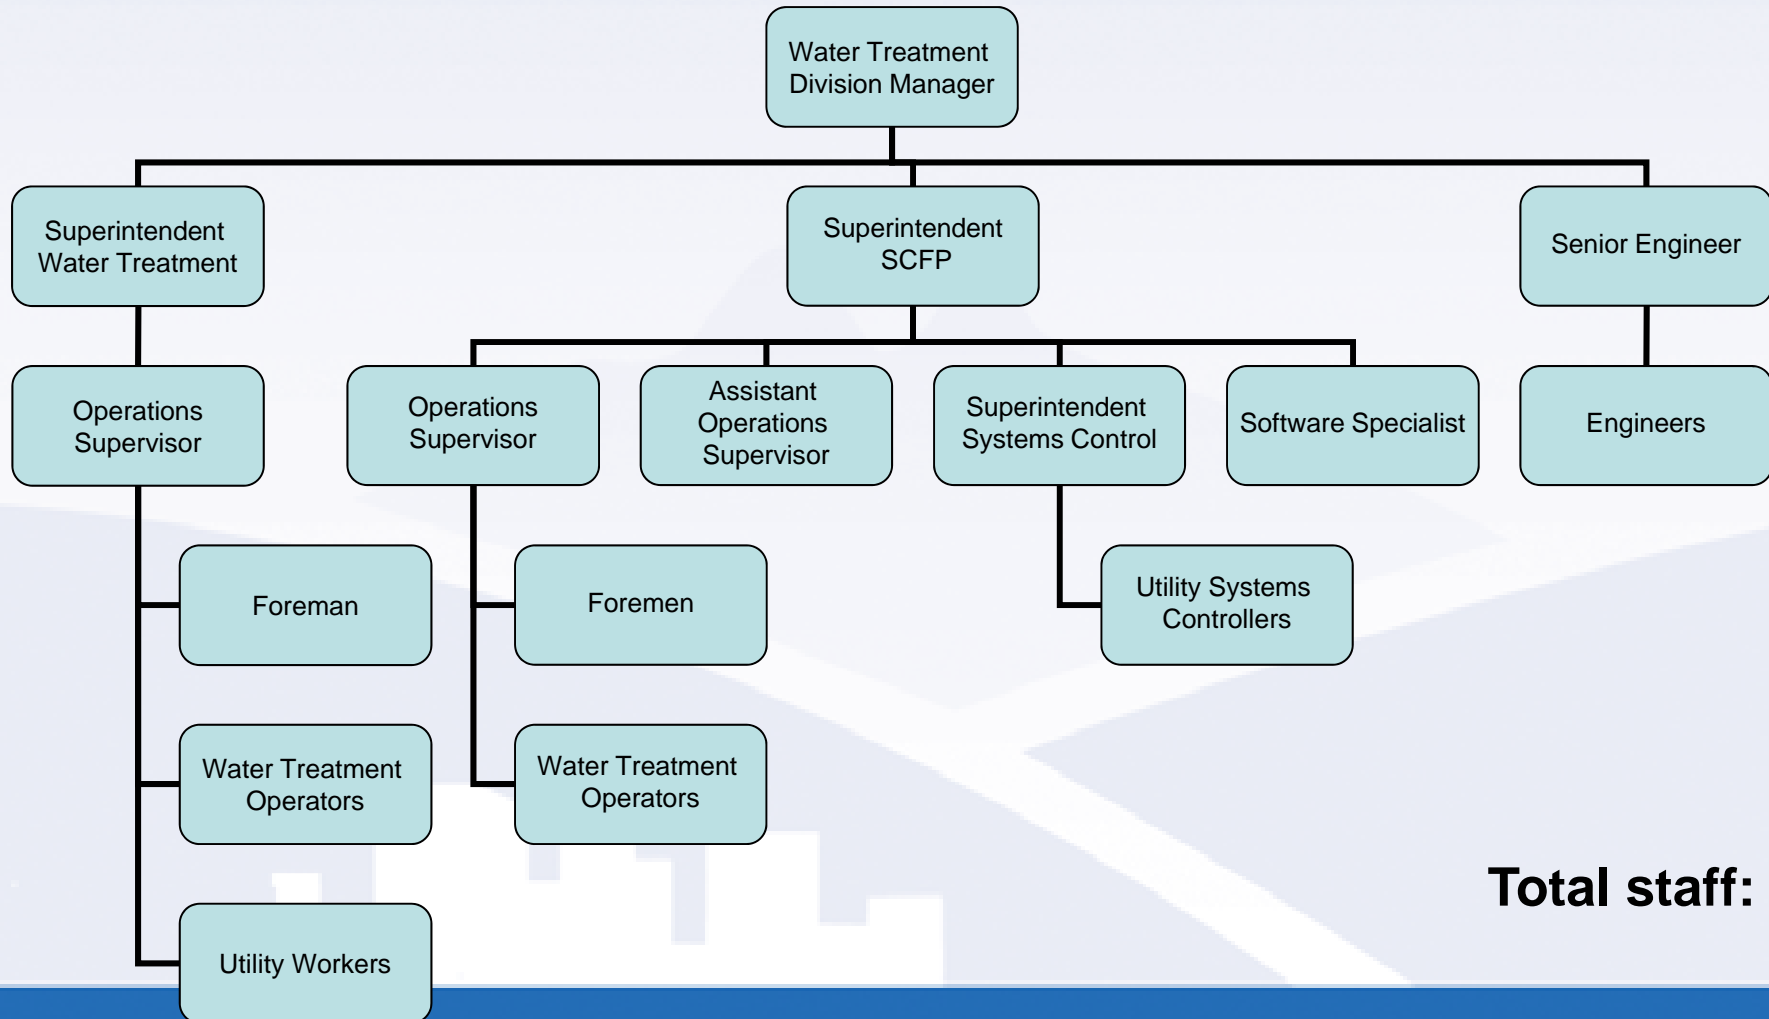 Water Treatment
Division Manager
Superintendent
Water Treatment
Superintendent
SCFP
Senior Engineer
Operations
Supervisor
Operations
Supervisor
Assistant
Operations
Supervisor
Superintendent
Systems Control
Software Specialist
Engineers
Foreman
Foremen
Utility Systems
Controllers
Water Treatment
Operators
Water Treatment
Operators
Utility Workers
Total staff: